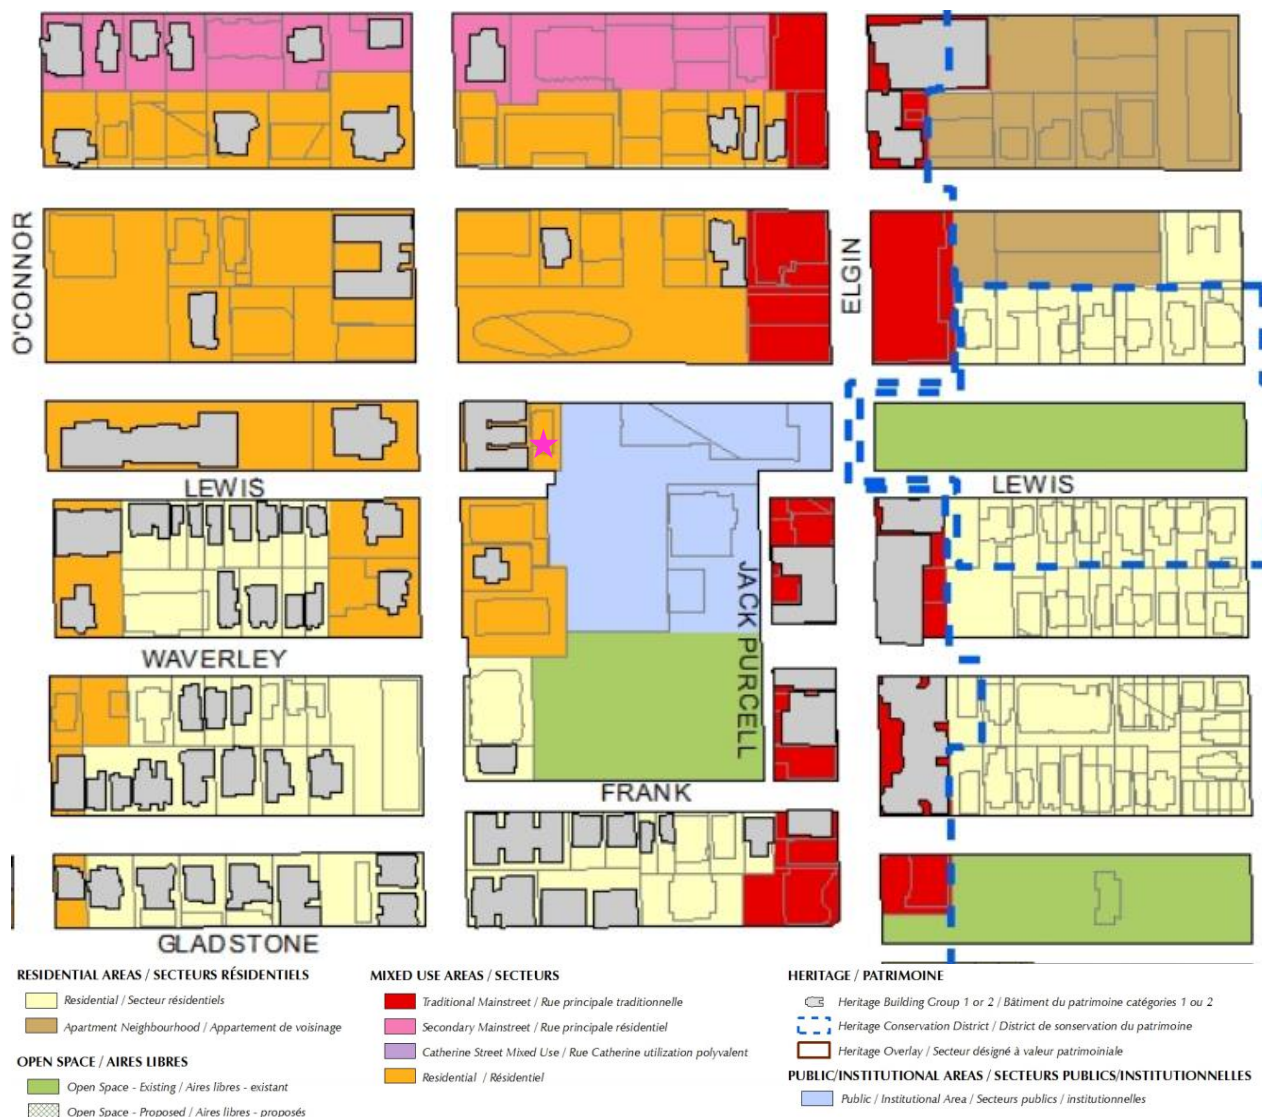 O'CONNOR
ELGIN
LEWIS
LEWIS
WAVERLEY
JACK PURCELL
FRANK
GLADSTONE
RESIDENTIAL AREAS / SECTEURS RÉSIDENTIELS
Residential / Secteur résidentiels
Apartment Neighbourhood / Appartement de voisinage
OPEN SPACE / AIRES LIBRES
Open Space - Existing / Aires libres - existant
Open Space - Proposed / Aires libres - proposés
MIXED USE AREAS / SECTEURS
Traditional Mainstreet / Rue principale traditionnelle
Secondary Mainstreet / Rue principale résidentiel
Catherine Street Mixed Use / Rue Catherine utilization polyvalent
Residential / Résidentiel
HERITAGE / PATRIMOINE
Heritage Building Group 1 or 2 / Bâtiment du patrimoine catégories 1 ou 2
Heritage Conservation District / District de sonservation du patrimoine
Heritage Overlay / Secteur désigné à valeur patrimoiniale
PUBLIC/INSTITUTIONAL AREAS / SECTEURS PUBLICS/INSTITUTIONNELLES
Public / Institutional Area / Secteurs publics / institutionnelles